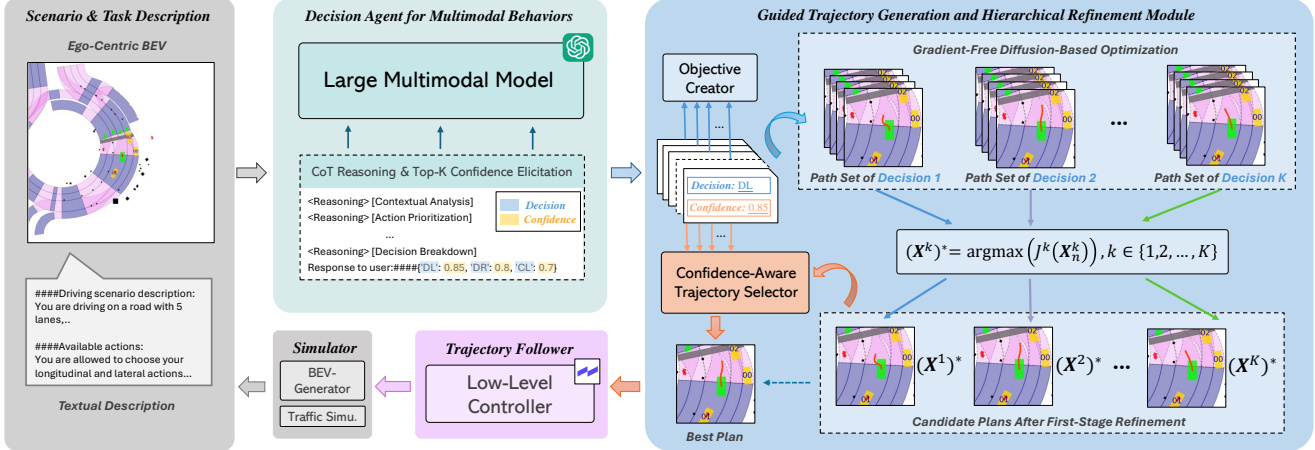 Scenario & Task Description
Ego-Centric BEV
####Driving scenario description:
You are driving on a road with 5
lanes,..
####Available actions:
You are allowed to choose your
longitudinal and lateral actions...
Textual Description
Decision Agent for Multimodal Behaviors
Large Multimodal Model
CoT Reasoning & Top-K Confidence Elicitation
<Reasoning> [Contextual Analysis]
<Reasoning> [Action Prioritization]
...
<Reasoning> [Decision Breakdown]
Response to user:####{'DL': 0.85, 'DR': 0.8, 'CL': 0.7}
Decision
Confidence
Simulator
BEV-
Generator
Traffic Simu.
Trajectory Follower
Low-Level
Controller
Guided Trajectory Generation and Hierarchical Refinement Module
Objective
Creator
...
Decision: DL
Confidence: 0.85
...
Confidence-Aware
Trajectory Selector
Best Plan
Gradient-Free Diffusion-Based Optimization
...
Path Set of Decision 1
Path Set of Decision 2
Path Set of Decision K
(X^k)^* = argmax (J^k(X_n^k)), k ∈ {1,2, ..., K}
(X^1)^*
(X^2)^*
...
(X^K)^*
Candidate Plans After First-Stage Refinement